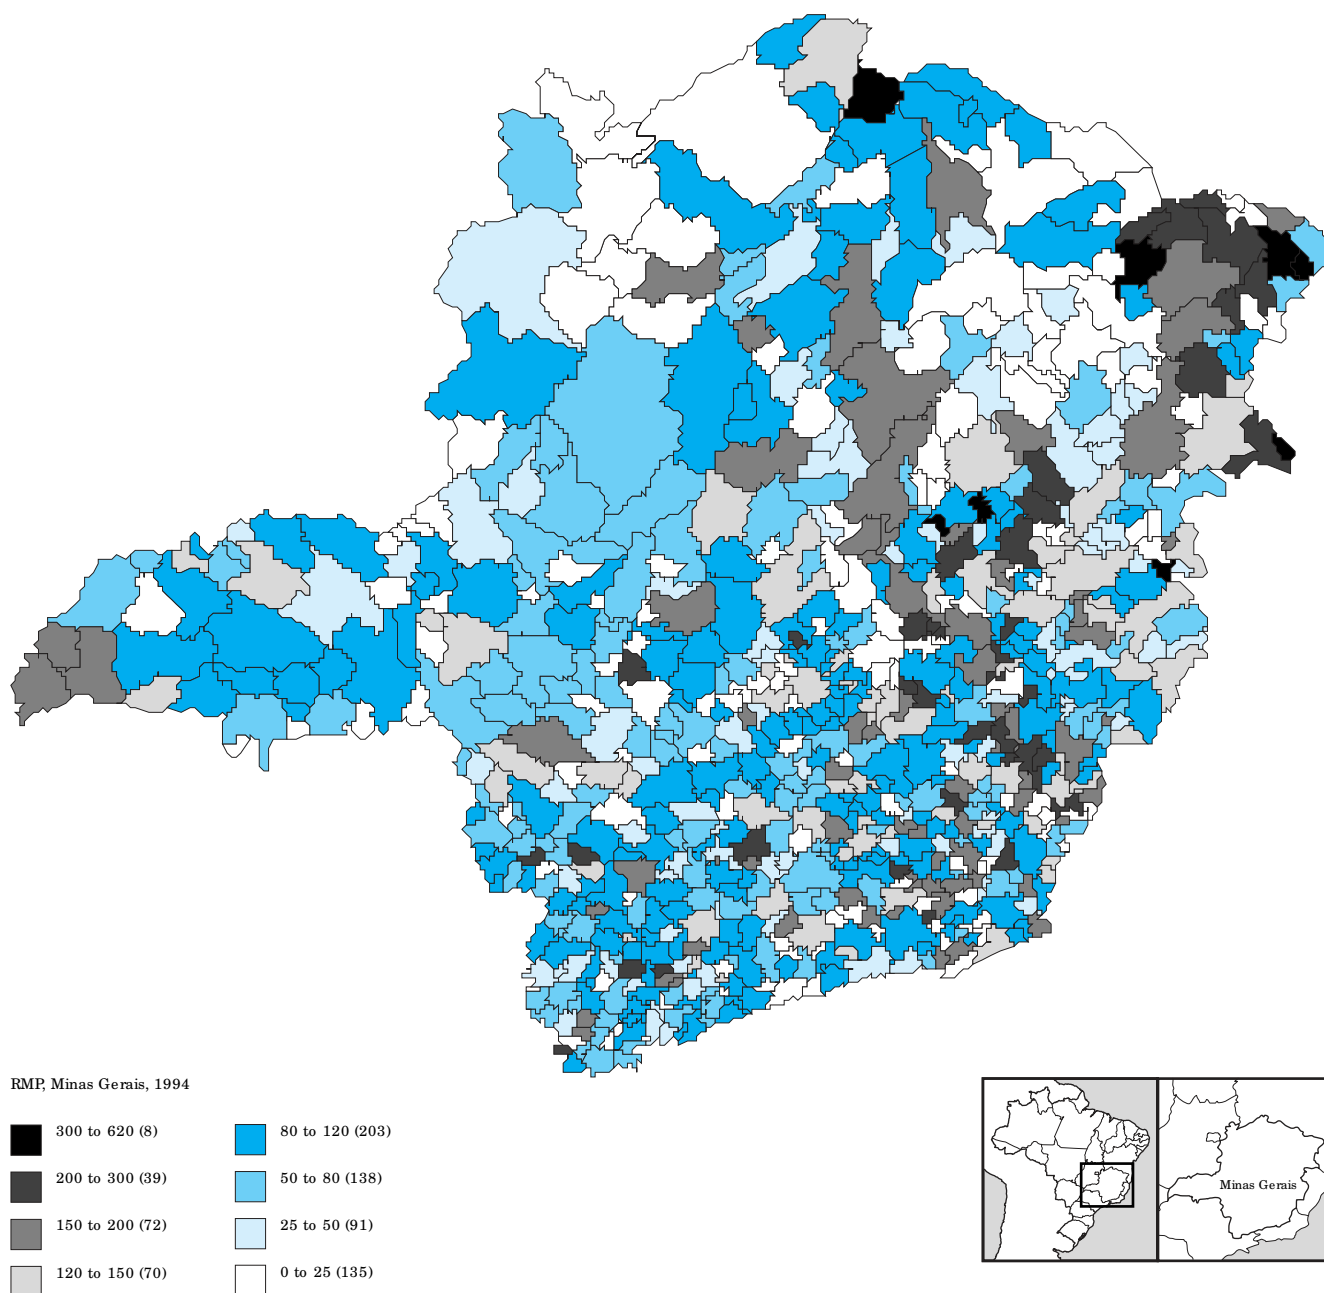 RMP, Minas Gerais, 1994
300 to 620 (8)
200 to 300 (39)
150 to 200 (72)
120 to 150 (70)
80 to 120 (203)
50 to 80 (138)
25 to 50 (91)
0 to 25 (135)
Minas Gerais